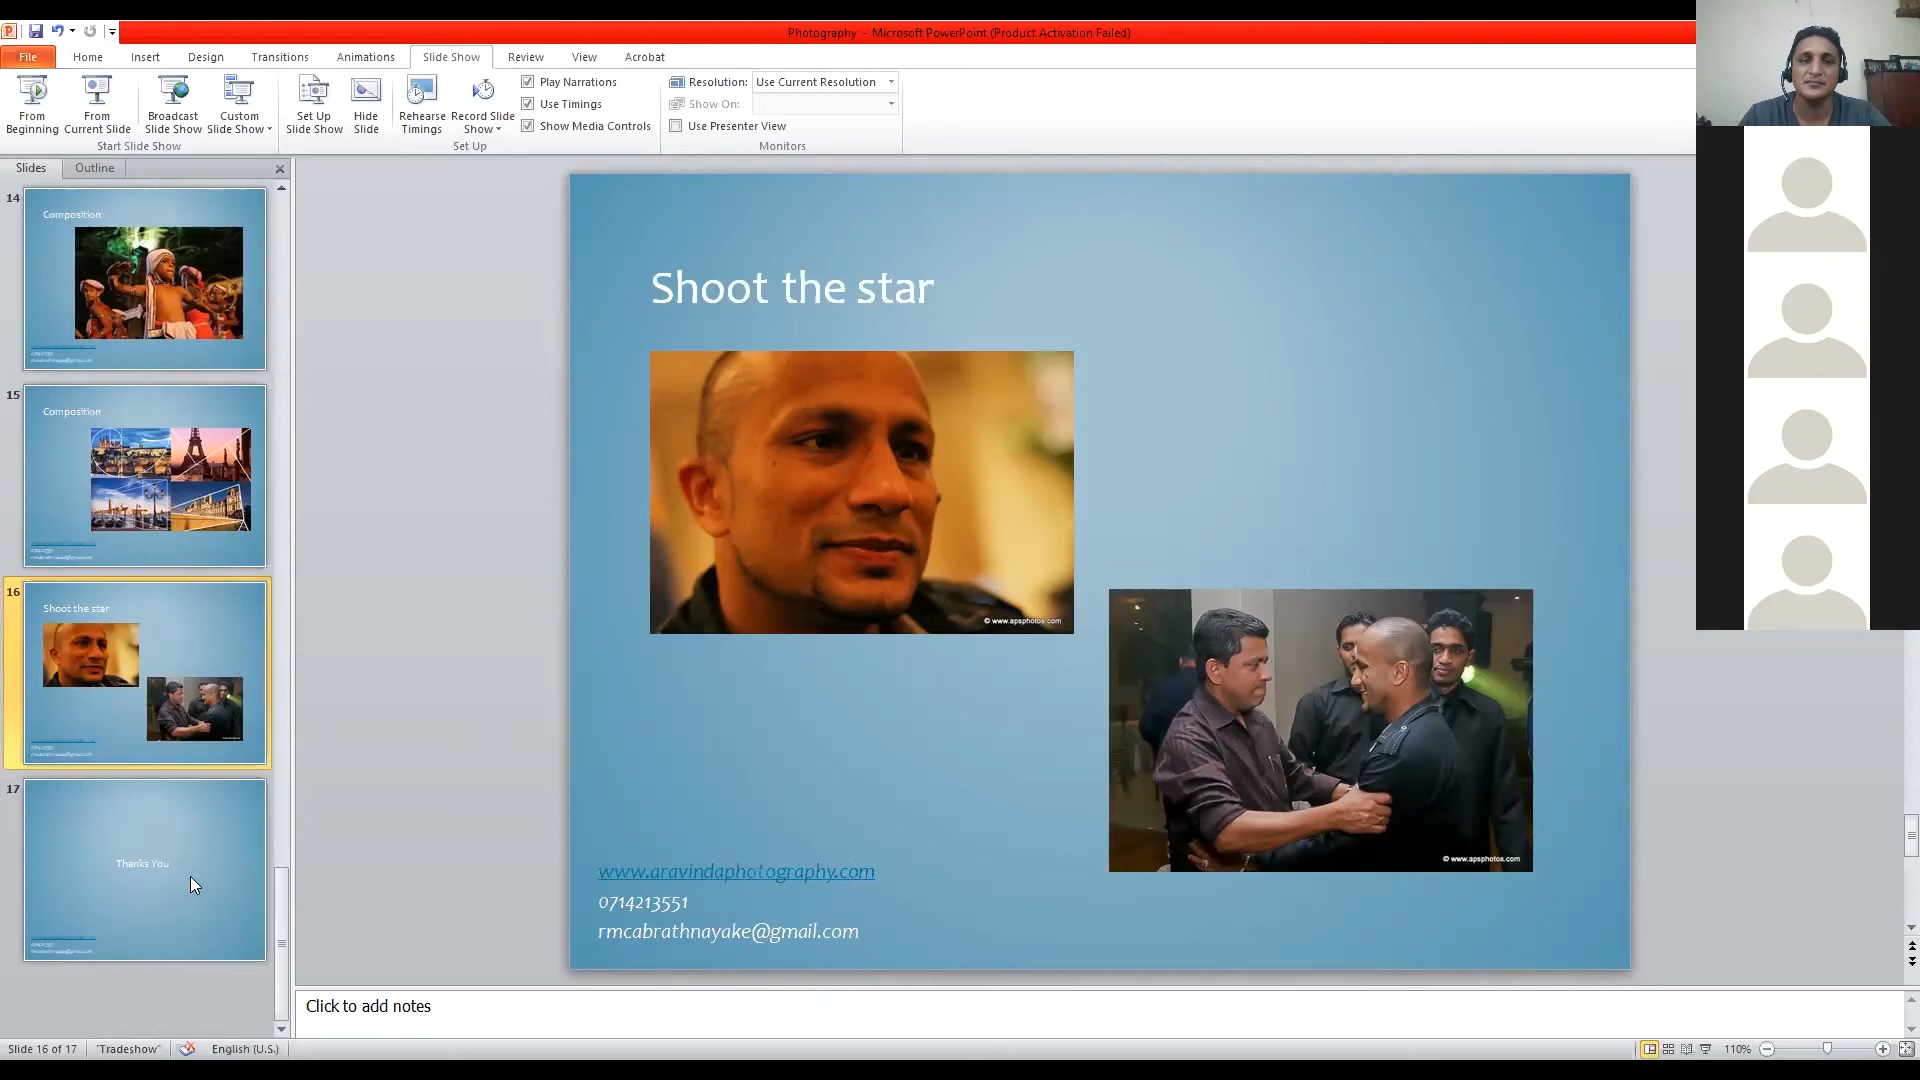 Photography - Microsoft PowerPoint (Product Activation Failed)
File Home Insert Design Transitions Animations Slide Show Review View Acrobat
From Beginning
From Current Slide
Broadcast Slide Show
Custom Slide Show
Start Slide Show
Set Up Slide Show
Hide Slide
Rehearse Timings
Record Slide Show
Play Narrations
Use Timings
Show Media Controls
Set Up
Resolution: Use Current Resolution
Show On:
Use Presenter View
Monitors
Slides Outline
14
Composition
15
Composition
16
Shoot the star
17
Thanks You
Shoot the star
© www.apsphotos.com
© www.apsphotos.com
www.aravindaphotography.com
0714213551
rmcabrathnayake@gmail.com
Click to add notes
Slide 16 of 17 "Tradeshow" English (U.S.) 110%